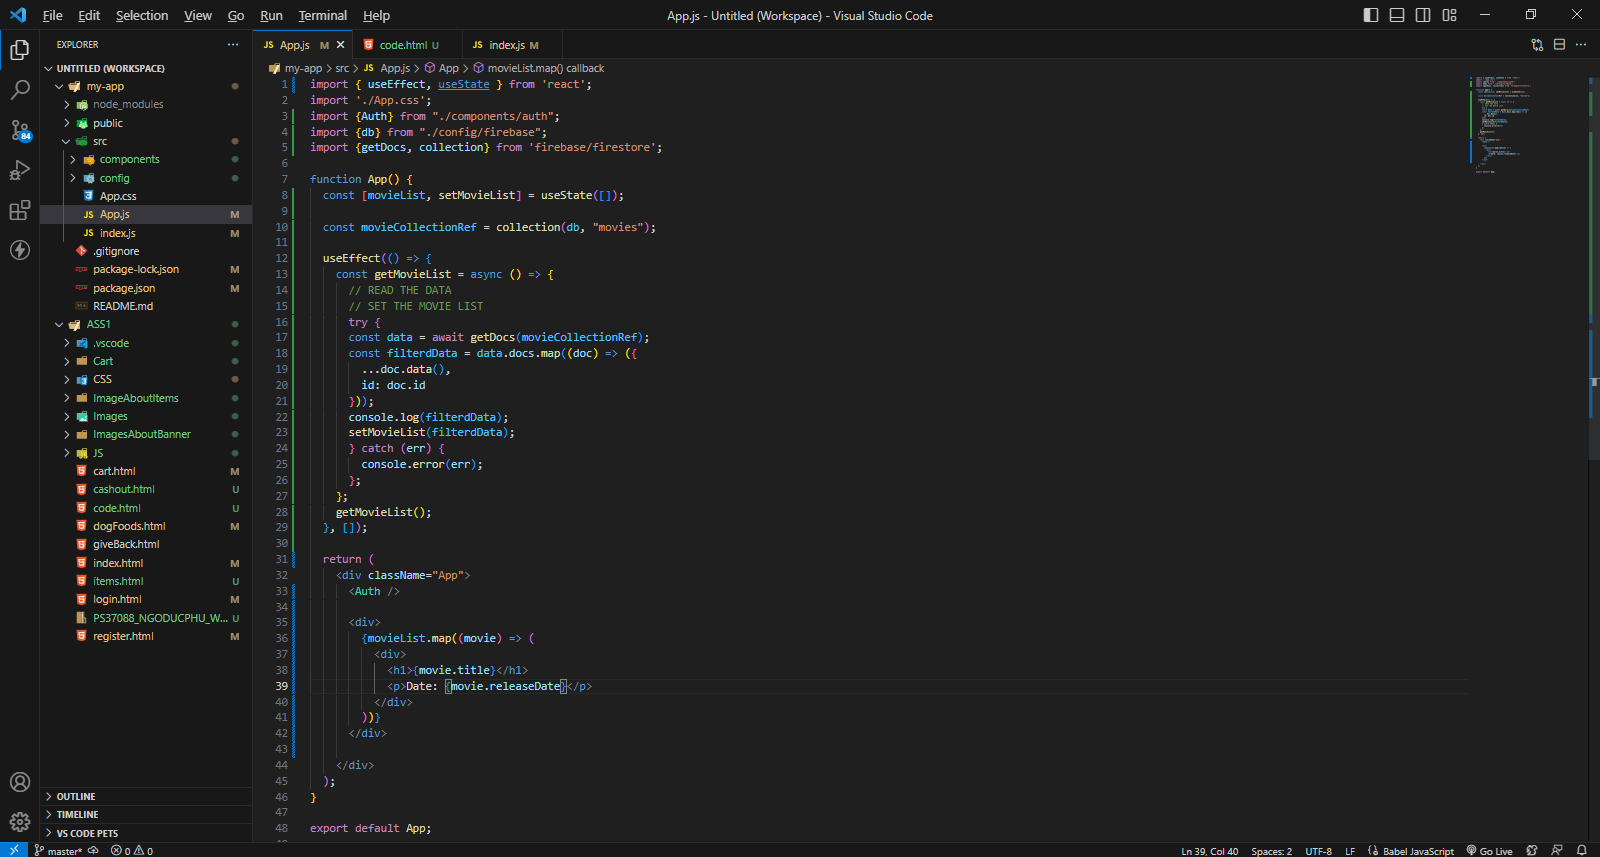 File Edit Selection View Go Run Terminal Help
App.js - Untitled (Workspace) - Visual Studio Code
EXPLORER
UNTITLED (WORKSPACE)
my-app
node_modules
public
src
components
config
App.css
App.js M
index.js M
.gitignore
package-lock.json M
package.json M
README.md
ASS1
.vscode
Cart
CSS
ImageAboutItems
Images
ImagesAboutBanner
JS
cart.html M
cashout.html U
code.html U
dogFoods.html M
giveBack.html
index.html M
items.html U
login.html M
PS37088_NGODUCPHU_W... U
register.html M
OUTLINE
TIMELINE
VS CODE PETS
84
JS App.js M
code.html U
JS index.js M
my-app > src > JS App.js > App > movieList.map() callback
1 import { useEffect, useState } from 'react';
2 import './App.css';
3 import {Auth} from "./components/auth";
4 import {db} from "./config/firebase";
5 import {getDocs, collection} from 'firebase/firestore';
6
7 function App() {
8 const [movieList, setMovieList] = useState([]);
9
10 const movieCollectionRef = collection(db, "movies");
11
12 useEffect(() => {
13 const getMovieList = async () => {
14 // READ THE DATA
15 // SET THE MOVIE LIST
16 try {
17 const data = await getDocs(movieCollectionRef);
18 const filterdData = data.docs.map((doc) => ({
19 ...doc.data(),
20 id: doc.id
21 }));
22 console.log(filterdData);
23 setMovieList(filterdData);
24 } catch (err) {
25 console.error(err);
26 };
27 };
28 getMovieList();
29 }, []);
30
31 return (
32 <div className="App">
33 <Auth />
34
35 <div>
36 {movieList.map((movie) => (
37 <div>
38 <h1>{movie.title}</h1>
39 <p>Date: {movie.releaseDate}</p>
40 </div>
41 ))}
42 </div>
43
44 </div>
45 );
46 }
47
48 export default App;
master* 0 0
Ln 39, Col 40 Spaces: 2 UTF-8 LF Babel JavaScript Go Live